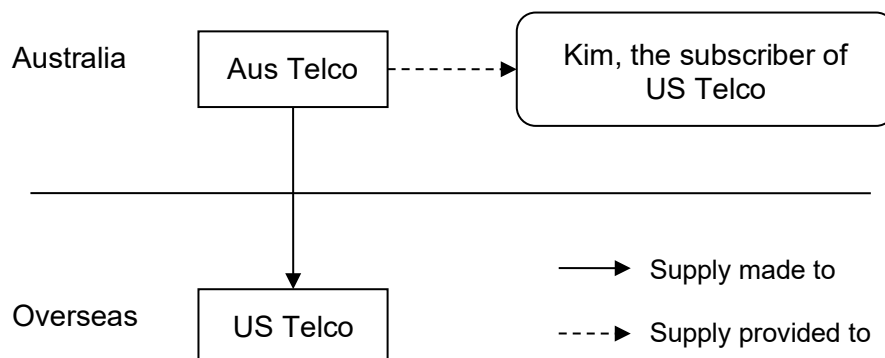 Australia
Aus Telco
Kim, the subscriber of
US Telco
Overseas
US Telco
Supply made to
Supply provided to